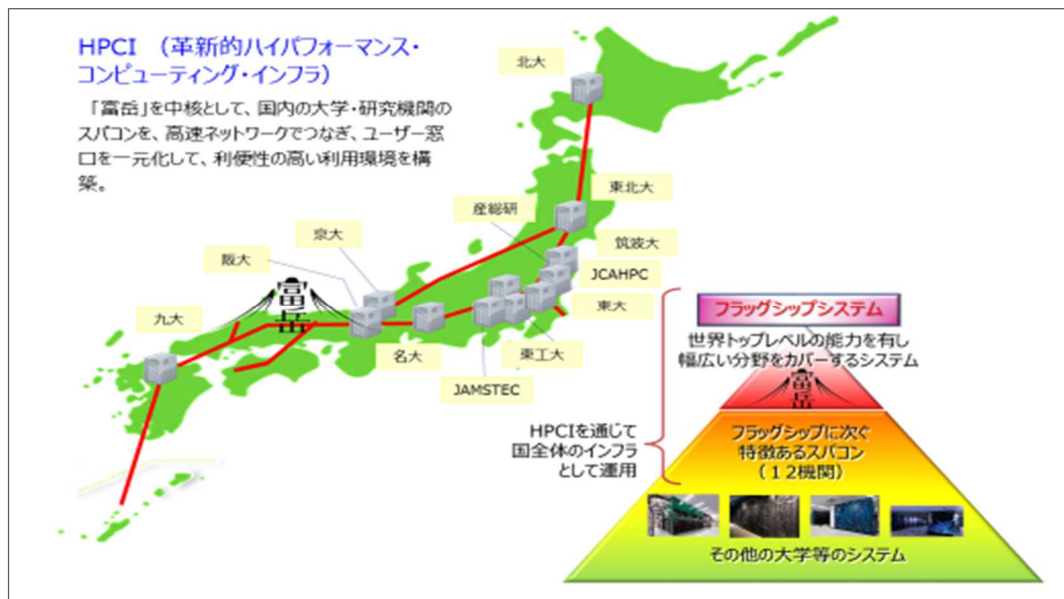 HPCI （革新的ハイパフォーマンス・
コンピューティング・インフラ）
「富岳」を中核として、国内の大学・研究機関の
スパコンを、高速ネットワークでつなぎ、ユーザー窓
口を一元化して、利便性の高い利用環境を構
築。
北大
東北大
産総研
筑波大
京大
JCAHPC
阪大
富岳
東大
九大
名大
東工大
JAMSTEC
フラッグシップシステム
世界トップレベルの能力を有し
幅広い分野をカバーするシステム
富岳
HPCIを通じて
国全体のインフラ
として運用
フラッグシップに次ぐ
特徴あるスパコン
（１２機関）
その他の大学等のシステム